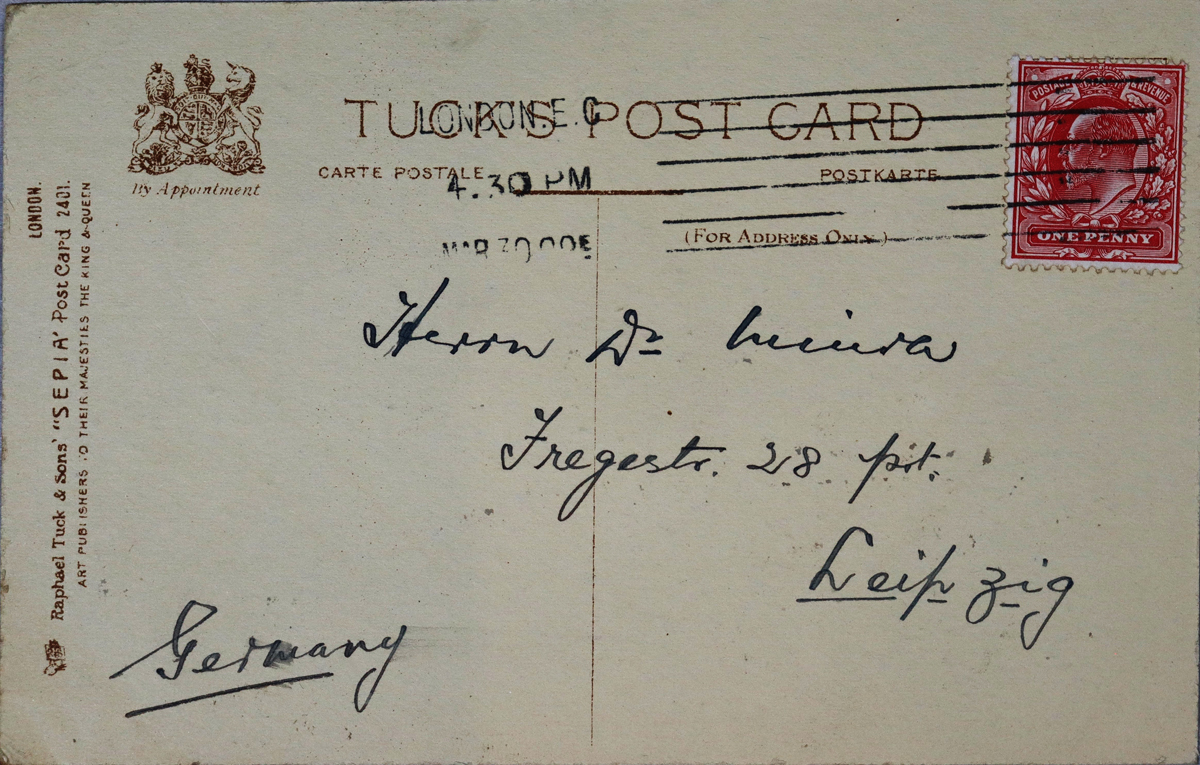 TUCK'S POST CARD
LONDON. E.C
CARTE POSTALE
POSTKARTE
4.30 PM
By Appointment
(FOR ADDRESS ONLY.)
POSTAGE & REVENUE
ONE PENNY
LONDON.
Raphael Tuck & Sons' "SEPIA" Post Card 2401.
ART PUBLISHERS TO THEIR MAJESTIES THE KING & QUEEN
Herrn Dr
Fregestr. 28 prt.
Leipzig
Germany